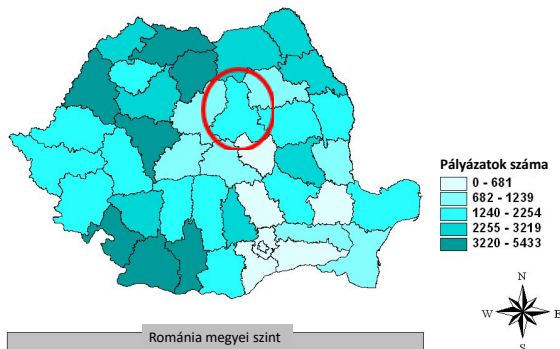 Pályázatok száma
0 - 681
682 - 1239
1240 - 2254
2255 - 3219
3220 - 5433
N
W E
S
Románia megyei szint